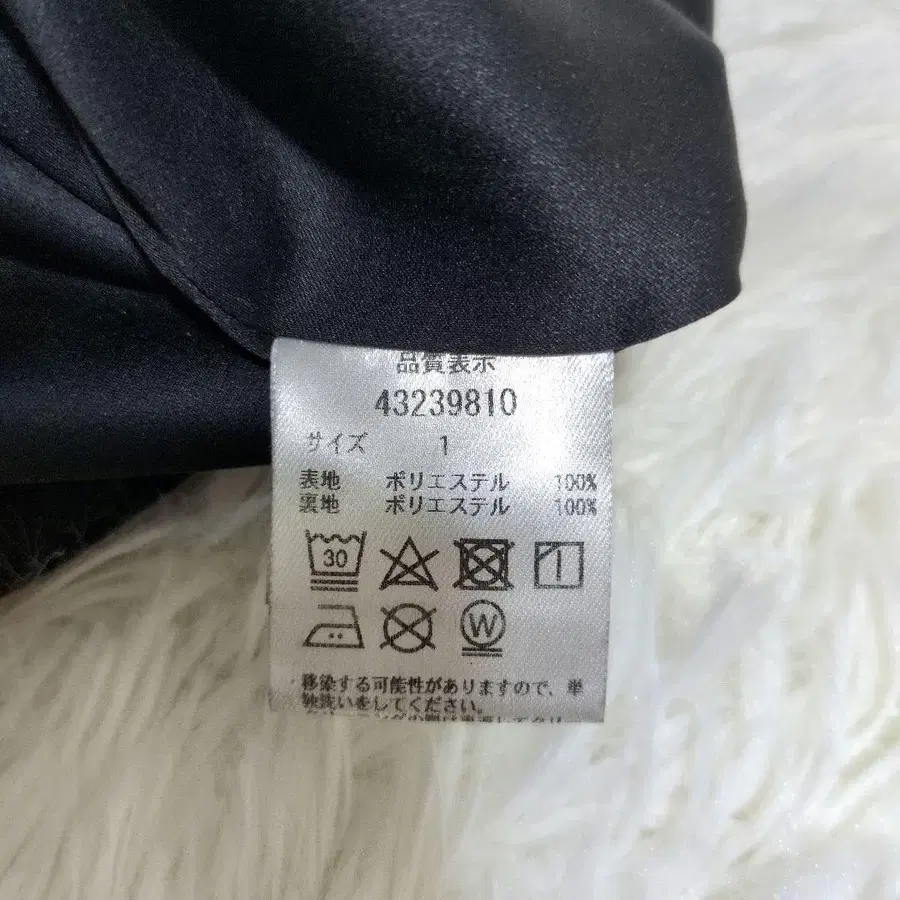 品質表示
43239810
サイズ 1
表地 ポリエステル 100%
裏地 ポリエステル 100%
30
W
移染する可能性がありますので、単
独洗いをしてください。